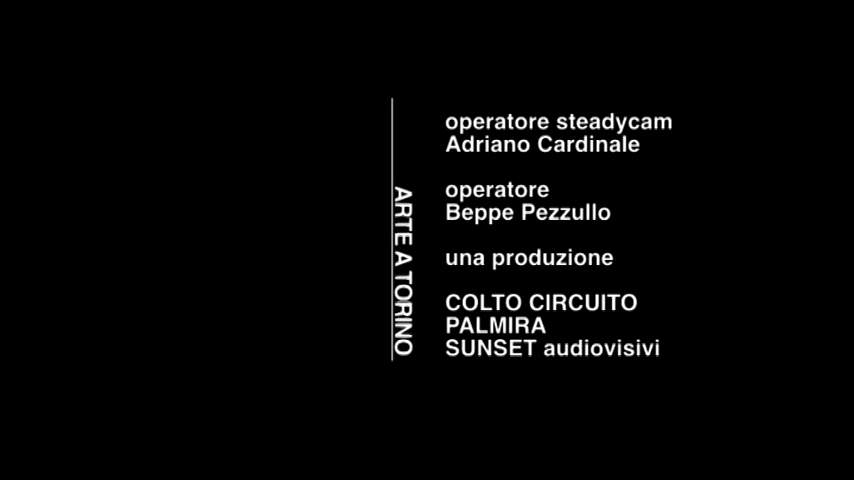 ARTE A TORINO
operatore steadycam
Adriano Cardinale
operatore
Beppe Pezzullo
una produzione
COLTO CIRCUITO
PALMIRA
SUNSET audiovisivi